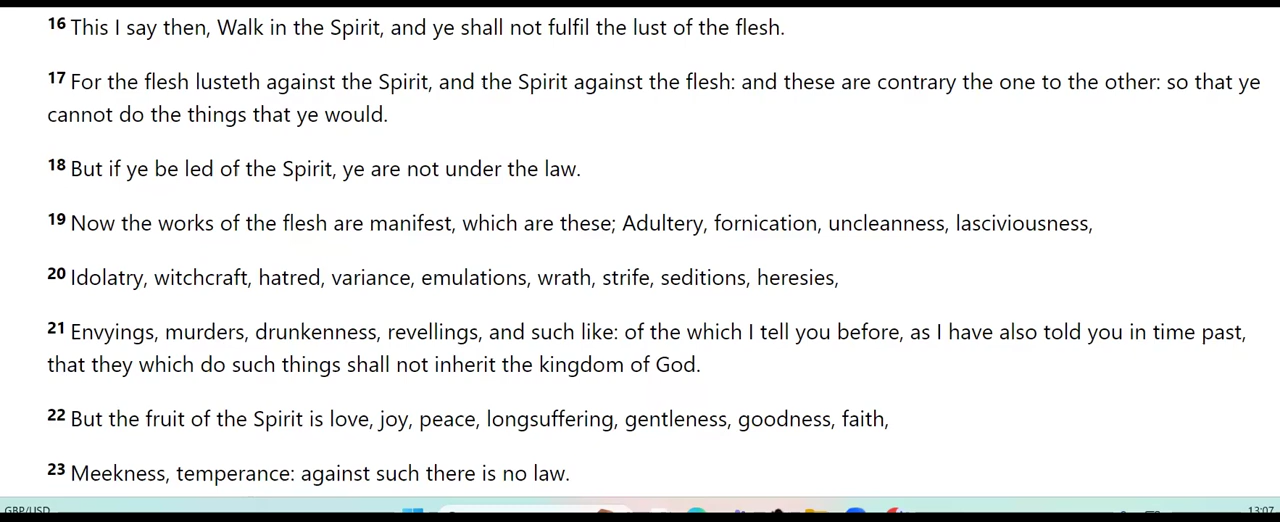 16 This I say then, Walk in the Spirit, and ye shall not fulfil the lust of the flesh.
17 For the flesh lusteth against the Spirit, and the Spirit against the flesh: and these are contrary the one to the other: so that ye
cannot do the things that ye would.
18 But if ye be led of the Spirit, ye are not under the law.
19 Now the works of the flesh are manifest, which are these; Adultery, fornication, uncleanness, lasciviousness,
20 Idolatry, witchcraft, hatred, variance, emulations, wrath, strife, seditions, heresies,
21 Envyings, murders, drunkenness, revellings, and such like: of the which I tell you before, as I have also told you in time past,
that they which do such things shall not inherit the kingdom of God.
22 But the fruit of the Spirit is love, joy, peace, longsuffering, gentleness, goodness, faith,
23 Meekness, temperance: against such there is no law.
GBP/USD
13:07